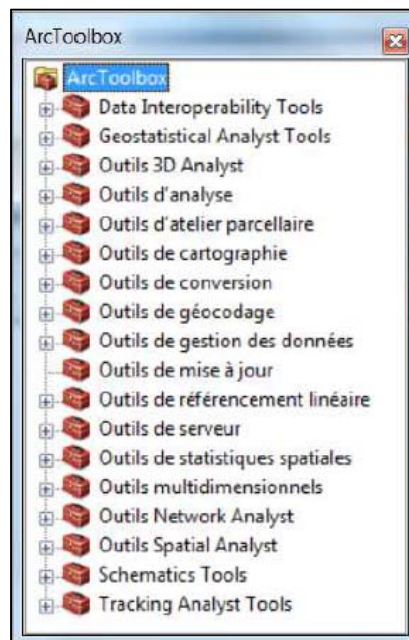 ArcToolbox
ArcToolbox
Data Interoperability Tools
Geostatistical Analyst Tools
Outils 3D Analyst
Outils d'analyse
Outils d'atelier parcellaire
Outils de cartographie
Outils de conversion
Outils de géocodage
Outils de gestion des données
Outils de mise à jour
Outils de référencement linéaire
Outils de serveur
Outils de statistiques spatiales
Outils multidimensionnels
Outils Network Analyst
Outils Spatial Analyst
Schematics Tools
Tracking Analyst Tools